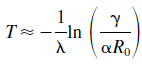 T ≈ − 1/λ ln ( γ / αR₀ )